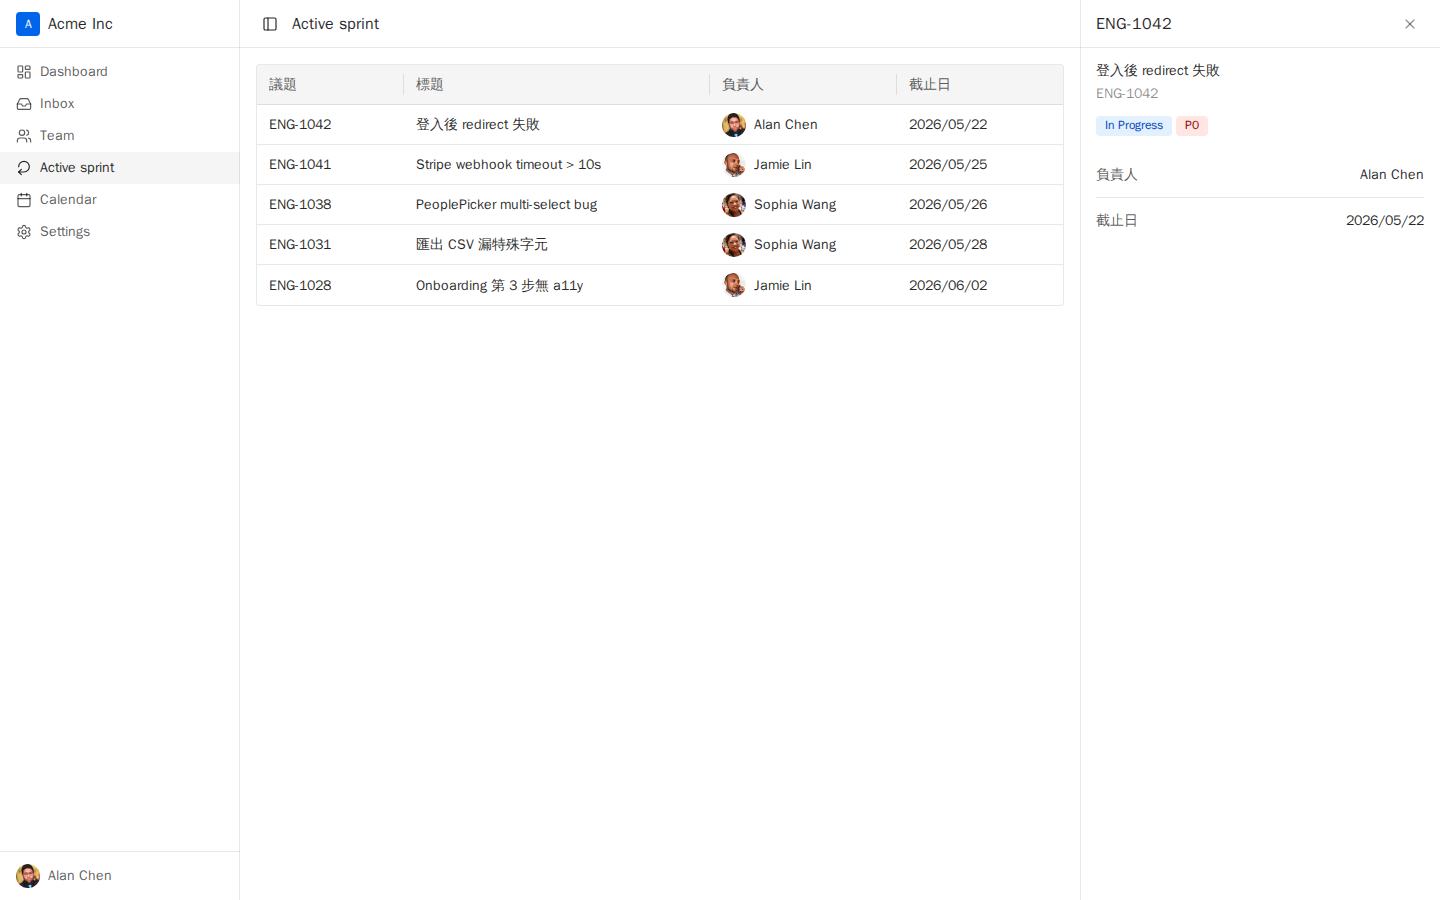 A Acme Inc
Dashboard
Inbox
Team
Active sprint
Calendar
Settings
Alan Chen
Active sprint
議題 標題 負責人 截止日
ENG-1042 登入後 redirect 失敗 Alan Chen 2026/05/22
ENG-1041 Stripe webhook timeout > 10s Jamie Lin 2026/05/25
ENG-1038 PeoplePicker multi-select bug Sophia Wang 2026/05/26
ENG-1031 匯出 CSV 漏特殊字元 Sophia Wang 2026/05/28
ENG-1028 Onboarding 第 3 步無 a11y Jamie Lin 2026/06/02
ENG-1042
登入後 redirect 失敗
ENG-1042
In Progress P0
負責人 Alan Chen
截止日 2026/05/22